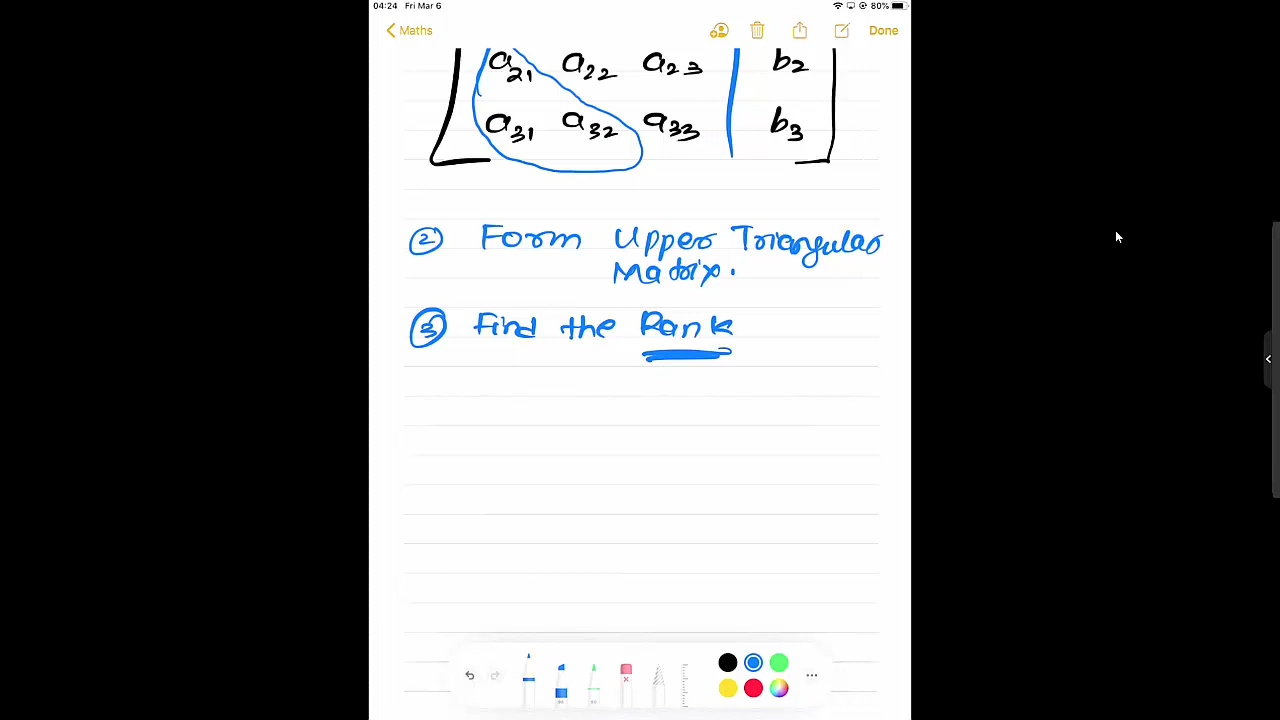 04:24 Fri Mar 6 80%
Maths Done
a21 a22 a23 b2
a31 a32 a33 b3
② Form Upper Triangular
Matrix.
③ Find the Rank